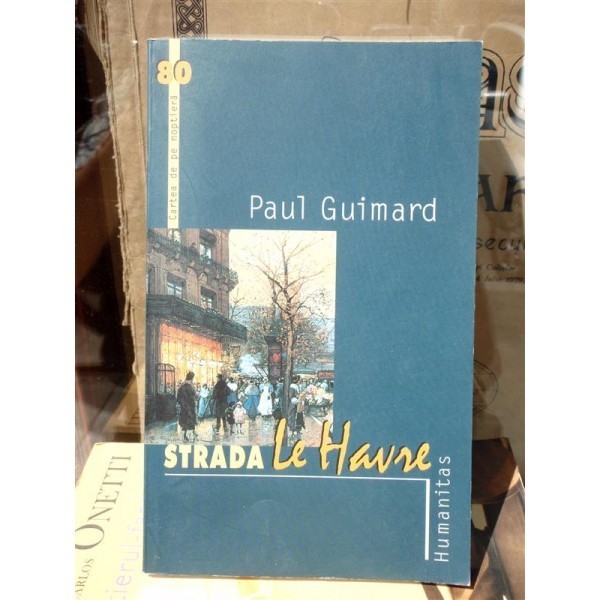 80
Cartea de pe noptieră
Paul Guimard
STRADA Le Havre
Humanitas
CARLOS
ONETTI